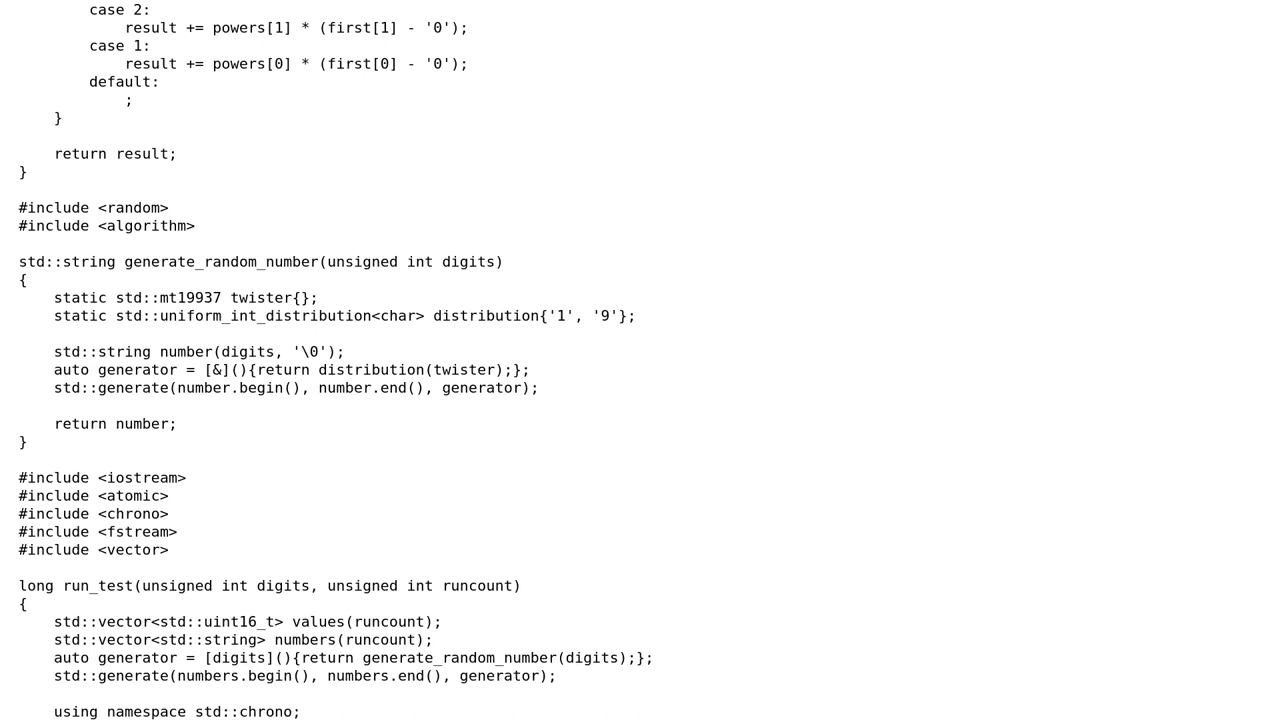 case 2:
            result += powers[1] * (first[1] - '0');
        case 1:
            result += powers[0] * (first[0] - '0');
        default:
            ;
    }

    return result;
}

#include <random>
#include <algorithm>

std::string generate_random_number(unsigned int digits)
{
    static std::mt19937 twister{};
    static std::uniform_int_distribution<char> distribution{'1', '9'};

    std::string number(digits, '\0');
    auto generator = [&](){return distribution(twister);};
    std::generate(number.begin(), number.end(), generator);

    return number;
}

#include <iostream>
#include <atomic>
#include <chrono>
#include <fstream>
#include <vector>

long run_test(unsigned int digits, unsigned int runcount)
{
    std::vector<std::uint16_t> values(runcount);
    std::vector<std::string> numbers(runcount);
    auto generator = [digits](){return generate_random_number(digits);};
    std::generate(numbers.begin(), numbers.end(), generator);

    using namespace std::chrono;